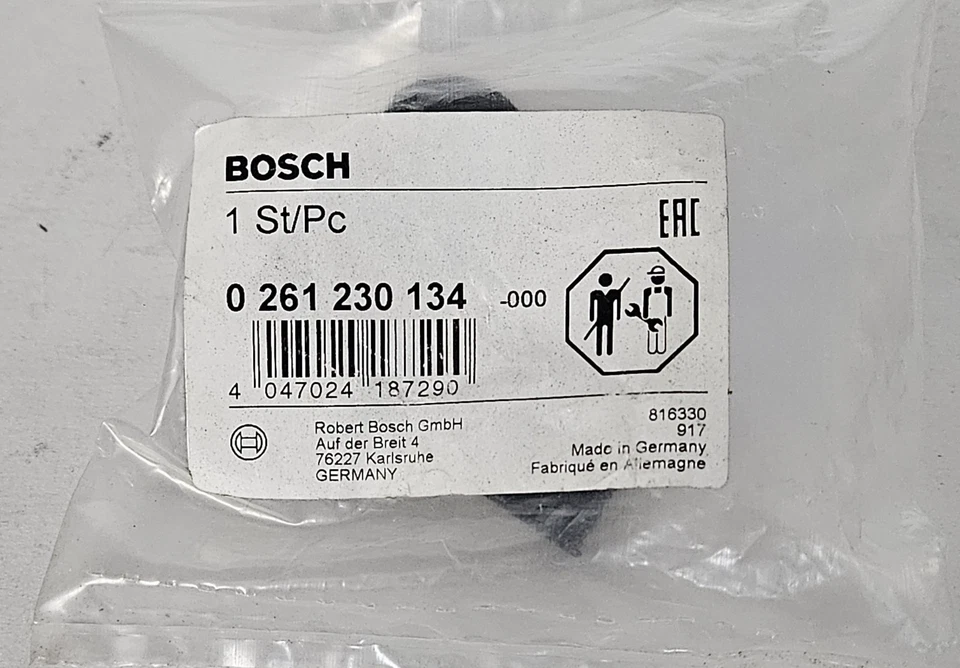 BOSCH
1 St/Pc
EAC
0 261 230 134 -000
4 047024 187290
Robert Bosch GmbH
Auf der Breit 4
76227 Karlsruhe
GERMANY
816330
917
Made in Germany
Fabriqué en Allemagne